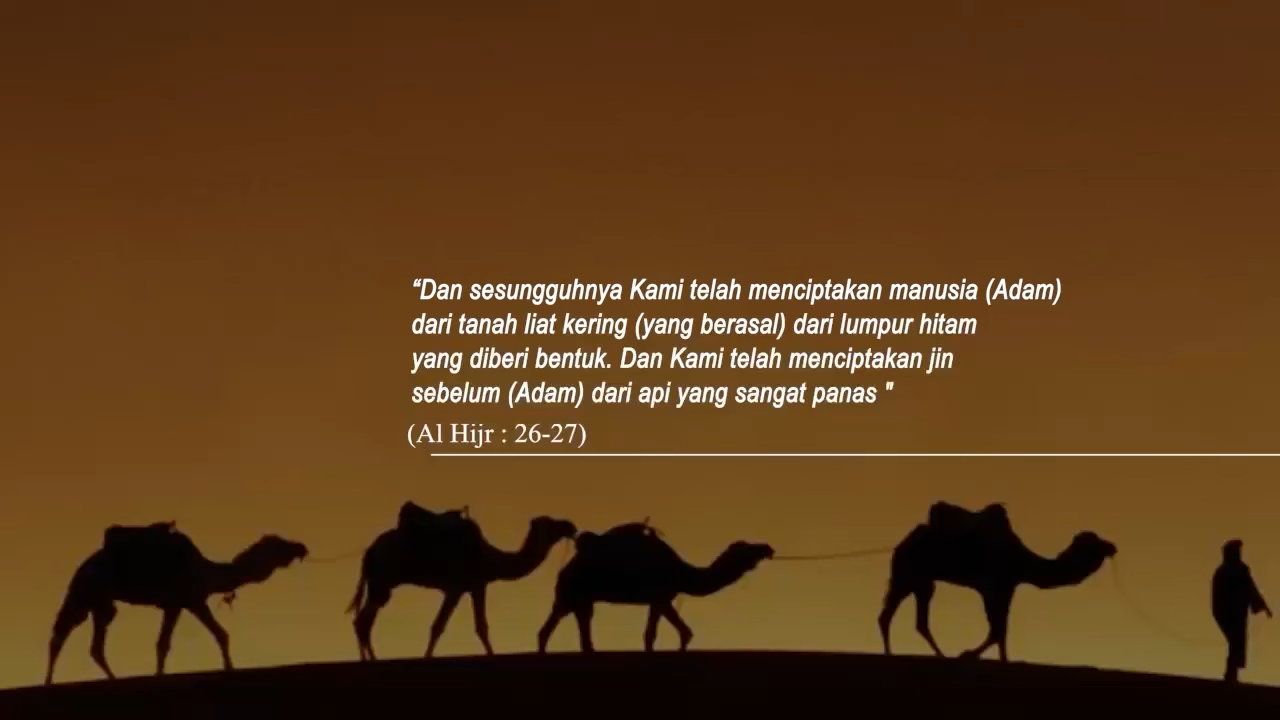 “Dan sesungguhnya Kami telah menciptakan manusia (Adam)
dari tanah liat kering (yang berasal) dari lumpur hitam
yang diberi bentuk. Dan Kami telah menciptakan jin
sebelum (Adam) dari api yang sangat panas "
(Al Hijr : 26-27)